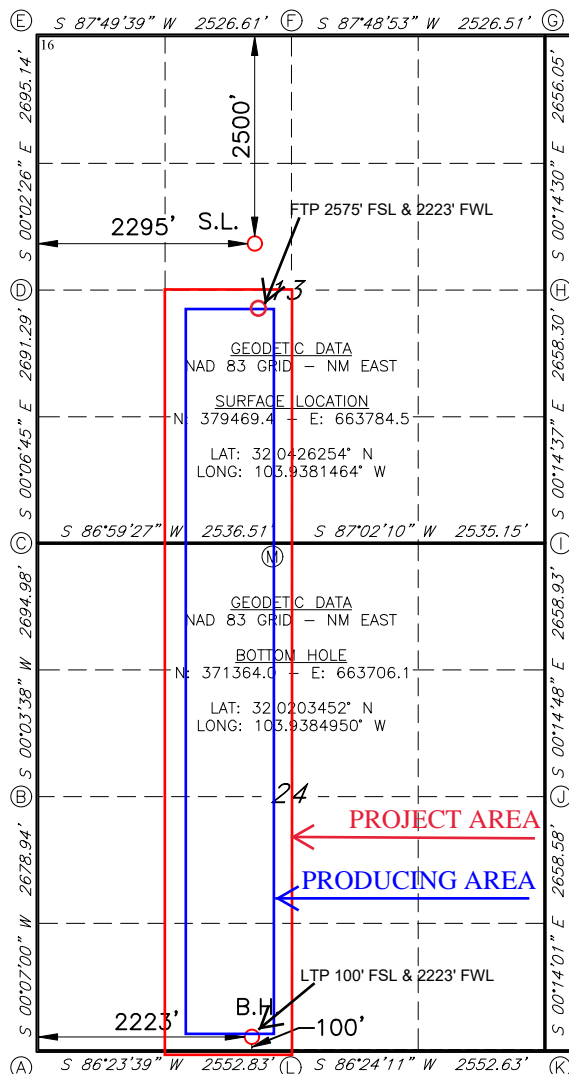 E S 87°49'39" W 2526.61' F S 87°48'53" W 2526.51' G
16
2695.14'
2656.05'
2500'
S 00°02'26" E
S 00°14'30" E
FTP 2575' FSL & 2223' FWL
2295' S.L.
D 13 H
2691.29'
2658.30'
GEODETIC DATA
NAD 83 GRID - NM EAST
SURFACE LOCATION
N: 379469.4 - E: 663784.5
LAT: 32.0426254° N
LONG: 103.9381464° W
S 00°06'45" E
S 00°14'37" E
S 86°59'27" W 2536.51' S 87°02'10" W 2535.15'
C M I
2694.98'
2658.93'
GEODETIC DATA
NAD 83 GRID - NM EAST
BOTTOM HOLE
N: 371364.0 - E: 663706.1
LAT: 32.0203452° N
LONG: 103.9384950° W
S 00°03'38" W
S 00°14'48" E
B 24 J
PROJECT AREA
2678.94'
2658.58'
PRODUCING AREA
S 00°07'00" W
S 00°14'01" E
LTP 100' FSL & 2223' FWL
B.H.
2223' 100'
A S 86°23'39" W 2552.83' L S 86°24'11" W 2552.63' K